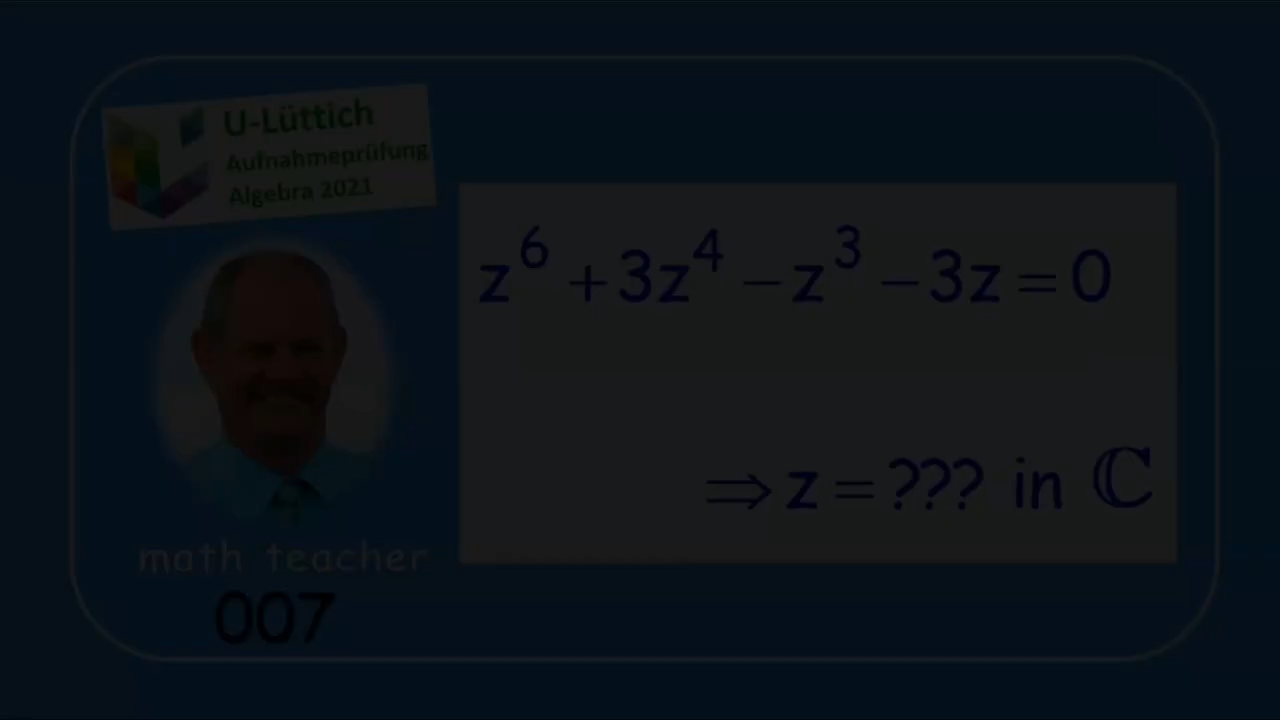 U-Lüttich
Aufnahmeprüfung
Algebra 2021
z⁶ + 3z⁴ − z³ − 3z = 0
⇒ z = ??? in ℂ
math teacher
007